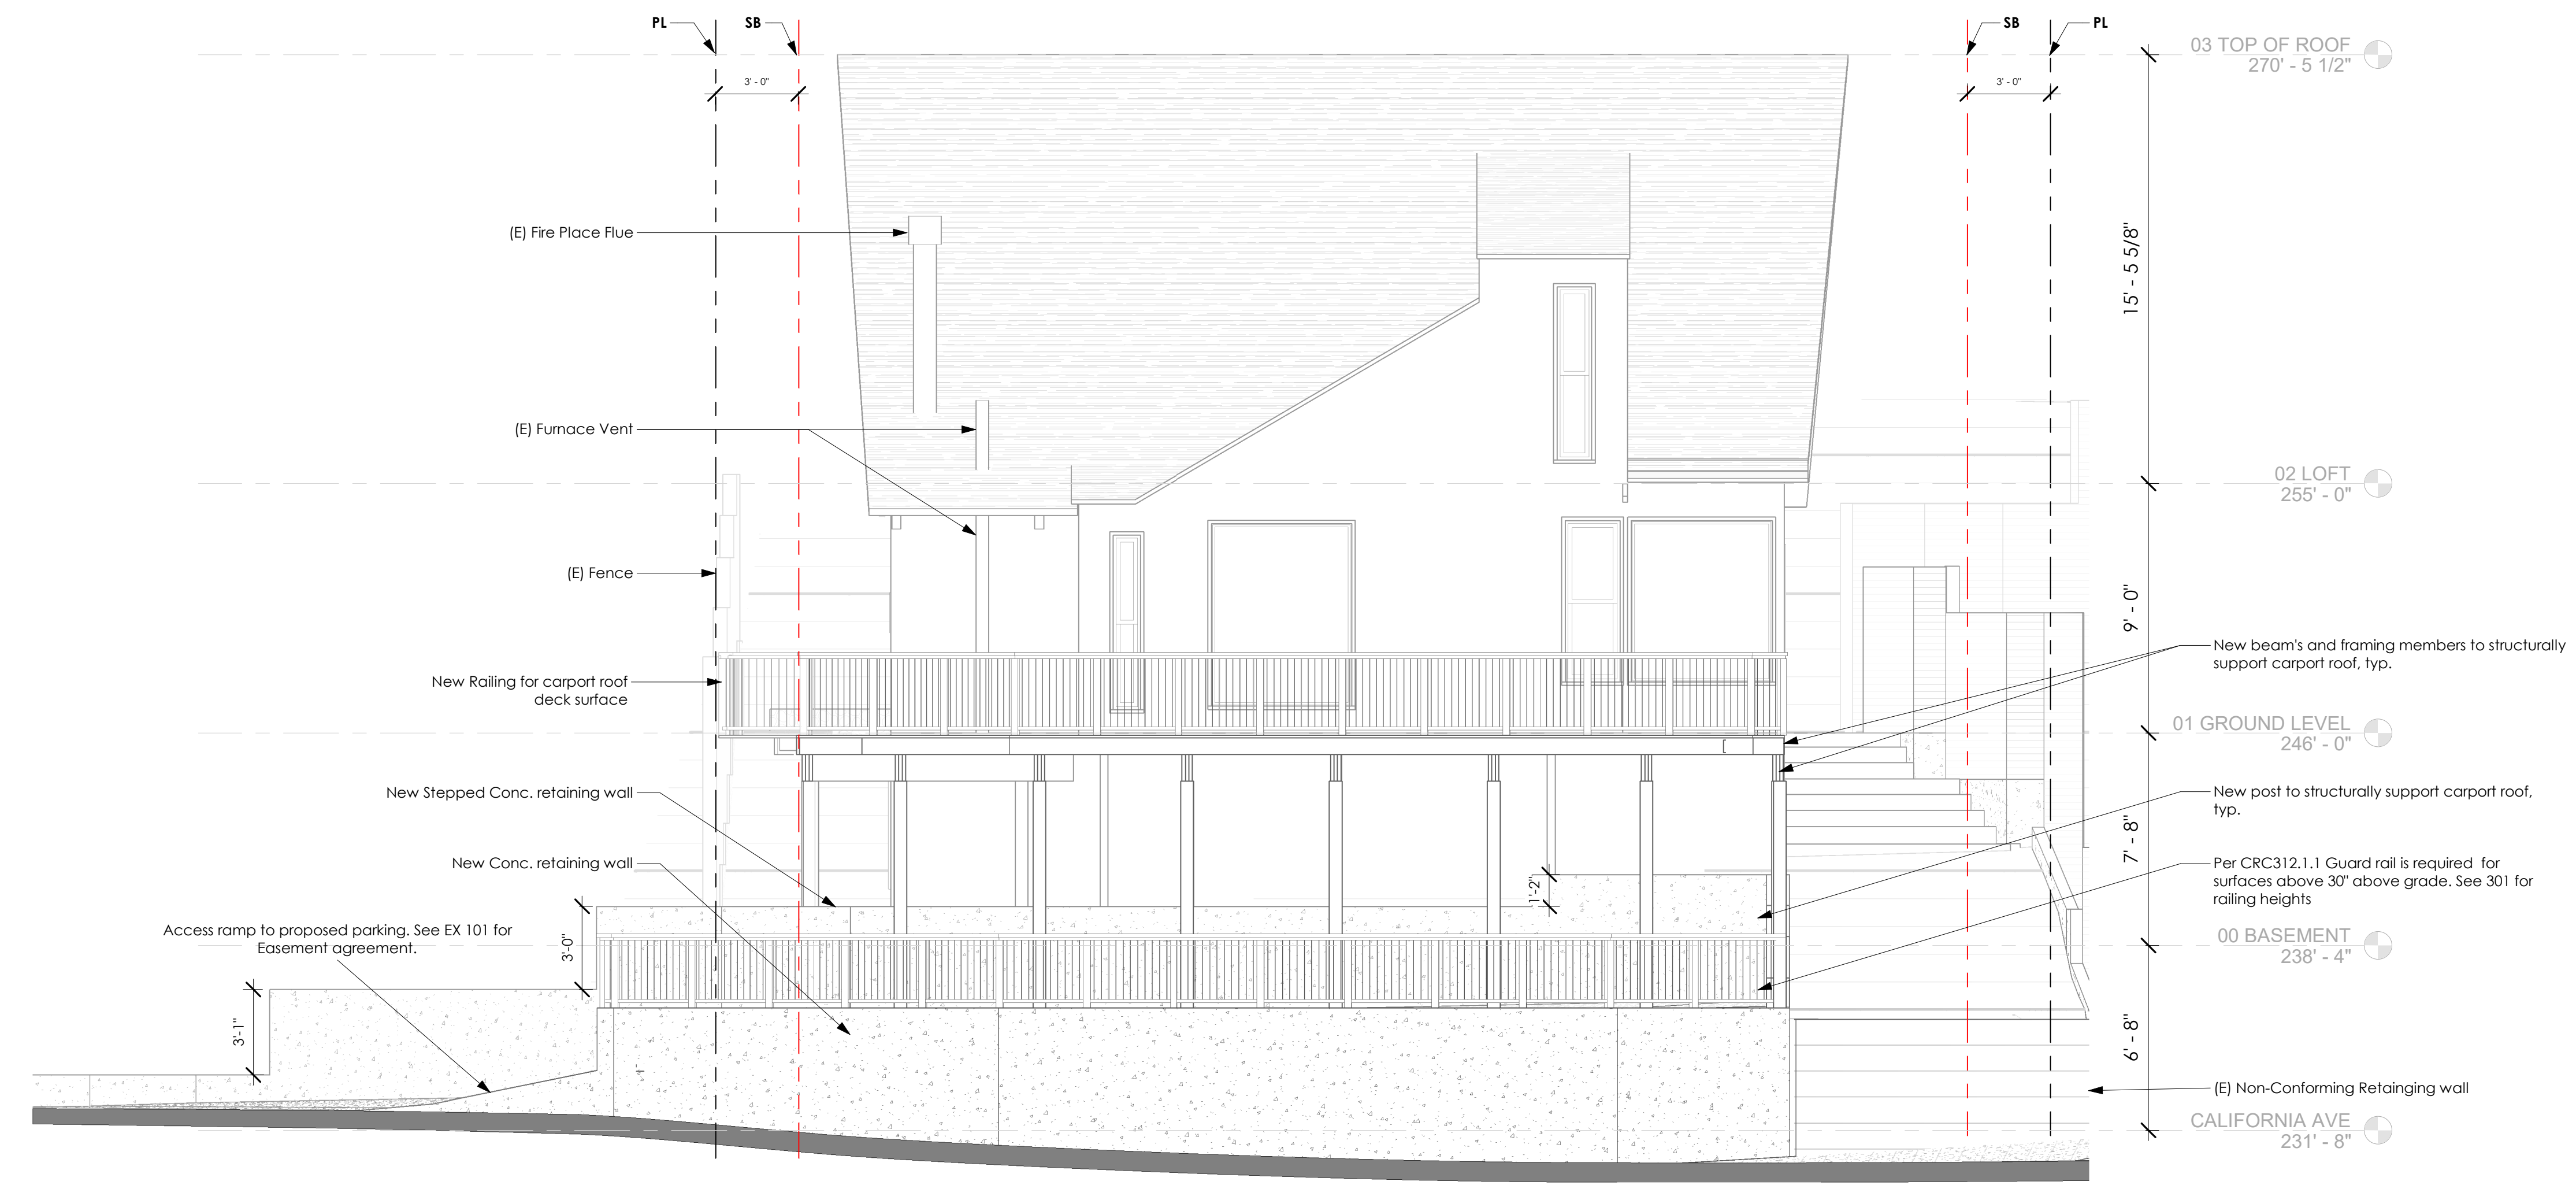 PL
SB
SB
PL
03 TOP OF ROOF
270' - 5 1/2"
3' - 0"
3' - 0"
(E) Fire Place Flue
15' - 5 5/8"
(E) Furnace Vent
02 LOFT
255' - 0"
(E) Fence
9' - 0"
New beam's and framing members to structurally
support carport roof, typ.
New Railing for carport roof
deck surface
01 GROUND LEVEL
246' - 0"
New Stepped Conc. retaining wall
New post to structurally support carport roof,
typ.
7' - 8"
New Conc. retaining wall
Per CRC312.1.1 Guard rail is required for
surfaces above 30" above grade. See 301 for
railing heights
1'-2"
Access ramp to proposed parking. See EX 101 for
Easement agreement.
3'-0"
00 BASEMENT
238' - 4"
3'-1"
6' - 8"
(E) Non-Conforming Retainging wall
CALIFORNIA AVE
231' - 8"